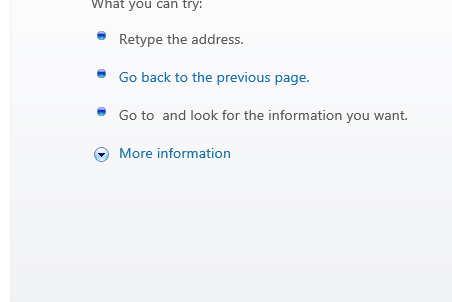 What you can try:
Retype the address.
Go back to the previous page.
Go to  and look for the information you want.
More information